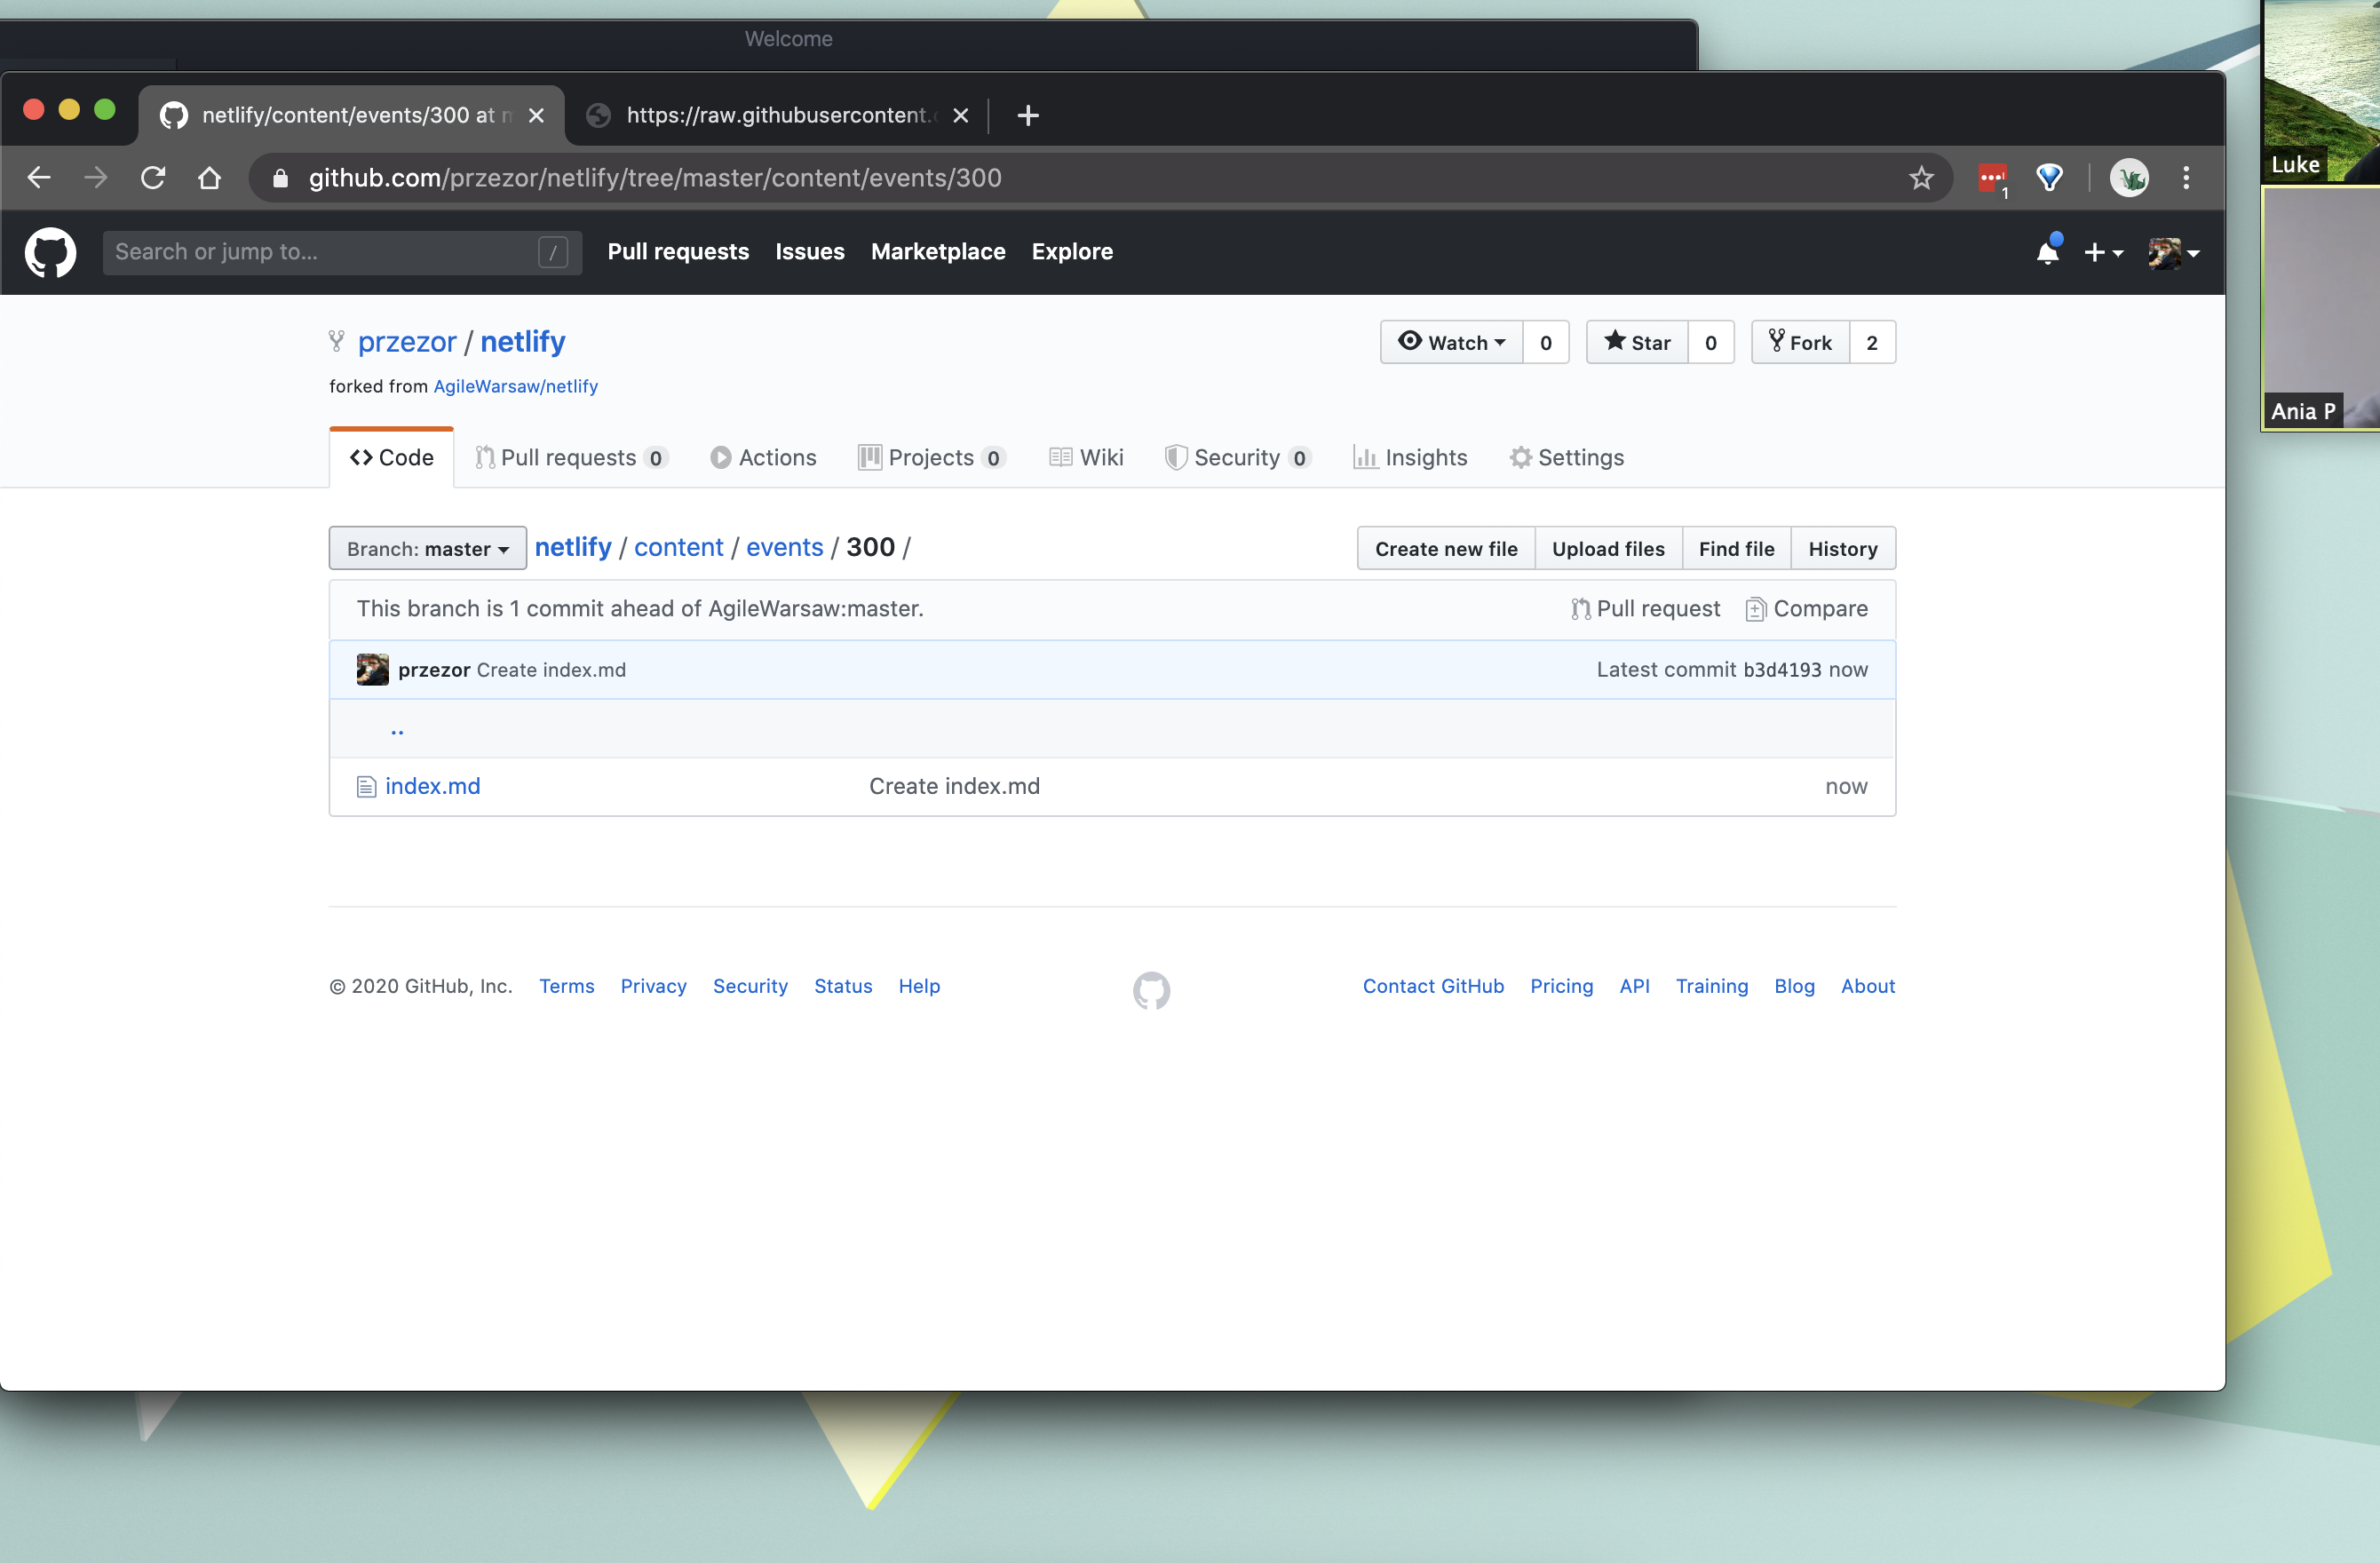 Welcome
netlify/content/events/300 at
https://raw.githubusercontent.
github.com/przezor/netlify/tree/master/content/events/300
1
Luke
Search or jump to... /
Pull requests Issues Marketplace Explore
przezor / netlify
Watch 0 Star 0 Fork 2
forked from AgileWarsaw/netlify
Ania P
Code Pull requests 0 Actions Projects 0 Wiki Security 0 Insights Settings
Branch: master netlify / content / events / 300 / Create new file Upload files Find file History
This branch is 1 commit ahead of AgileWarsaw:master. Pull request Compare
przezor Create index.md Latest commit b3d4193 now
..
index.md Create index.md now
© 2020 GitHub, Inc. Terms Privacy Security Status Help Contact GitHub Pricing API Training Blog About